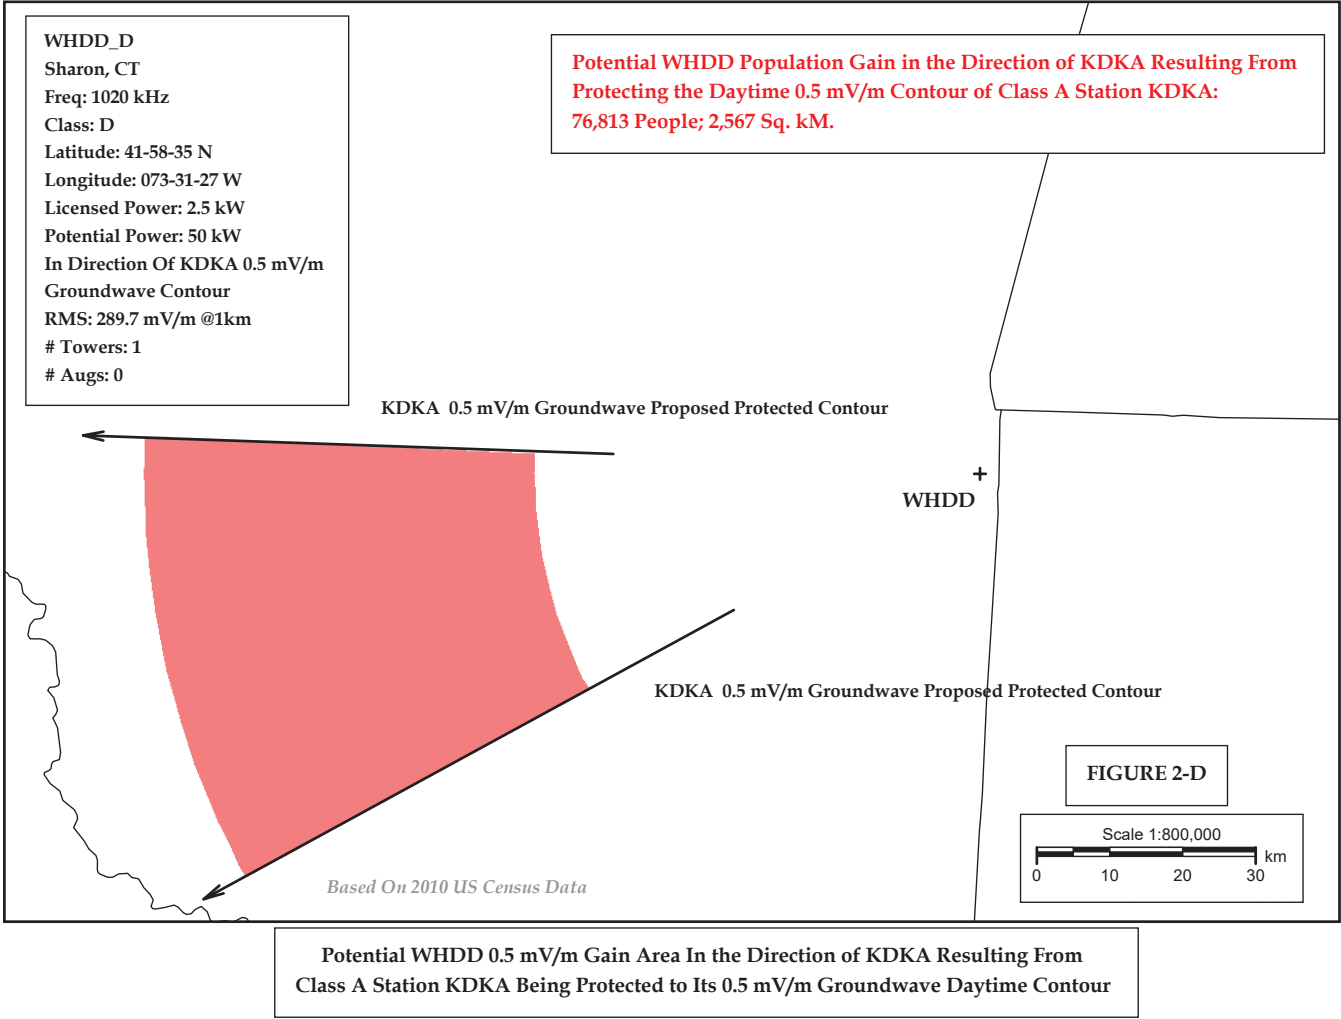 WHDD_D
Sharon, CT
Freq: 1020 kHz
Class: D
Latitude: 41-58-35 N
Longitude: 073-31-27 W
Licensed Power: 2.5 kW
Potential Power: 50 kW
In Direction Of KDKA 0.5 mV/m
Groundwave Contour
RMS: 289.7 mV/m @1km
# Towers: 1
# Augs: 0
Potential WHDD Population Gain in the Direction of KDKA Resulting From
Protecting the Daytime 0.5 mV/m Contour of Class A Station KDKA:
76,813 People; 2,567 Sq. kM.
KDKA 0.5 mV/m Groundwave Proposed Protected Contour
WHDD
KDKA 0.5 mV/m Groundwave Proposed Protected Contour
FIGURE 2-D
Scale 1:800,000
km
0 10 20 30
Based On 2010 US Census Data
Potential WHDD 0.5 mV/m Gain Area In the Direction of KDKA Resulting From
Class A Station KDKA Being Protected to Its 0.5 mV/m Groundwave Daytime Contour